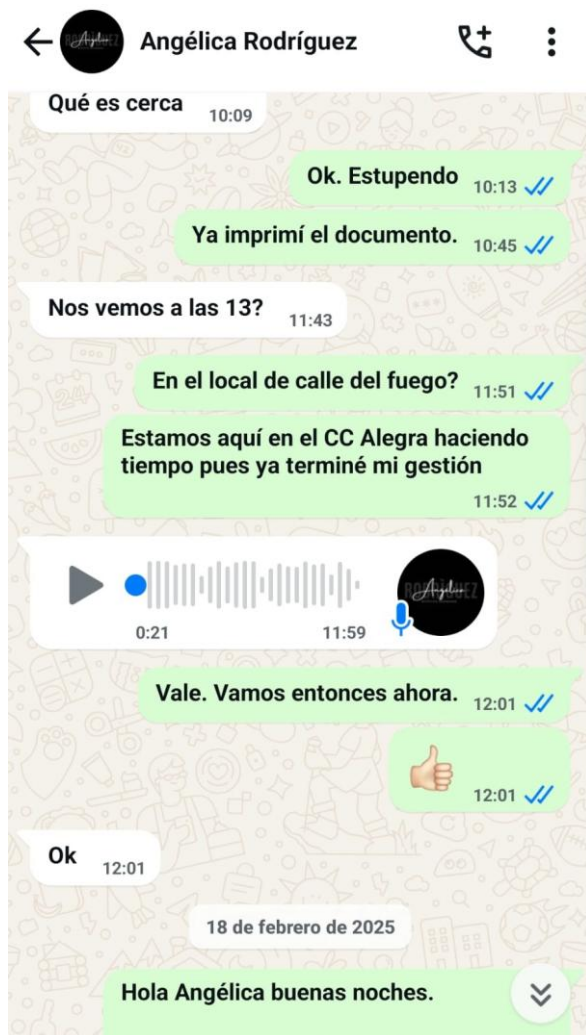 Angélica Rodríguez
Qué es cerca 10:09
Ok. Estupendo 10:13
Ya imprimí el documento. 10:45
Nos vemos a las 13? 11:43
En el local de calle del fuego? 11:51
Estamos aquí en el CC Alegra haciendo
tiempo pues ya terminé mi gestión
11:52
RODRÍGUEZ
Angélica
0:21 11:59
Vale. Vamos entonces ahora. 12:01
12:01
Ok 12:01
18 de febrero de 2025
Hola Angélica buenas noches.